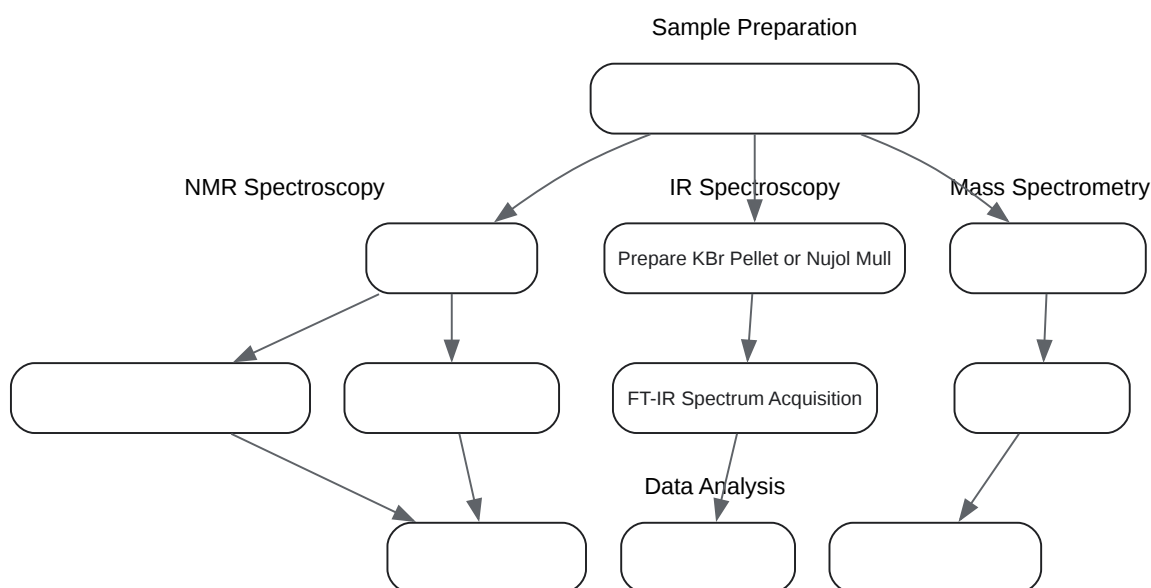 Sample Preparation
NMR Spectroscopy
IR Spectroscopy
Mass Spectrometry
Prepare KBr Pellet or Nujol Mull
FT-IR Spectrum Acquisition
Data Analysis